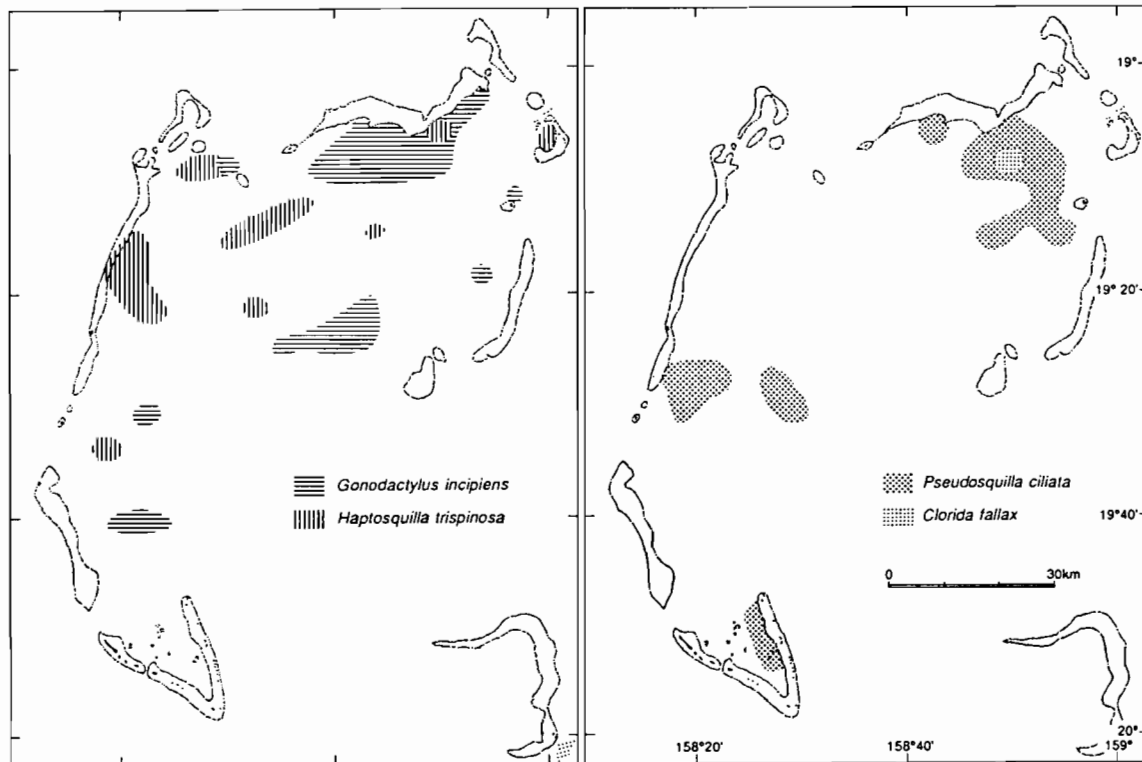 Gonodactylus incipiens
Haptosquilla trispinosa
19°
19° 20'
Pseudosquilla ciliata
Clorida fallax
19°40'
0 30km
20°
158°20' 158°40' 159°